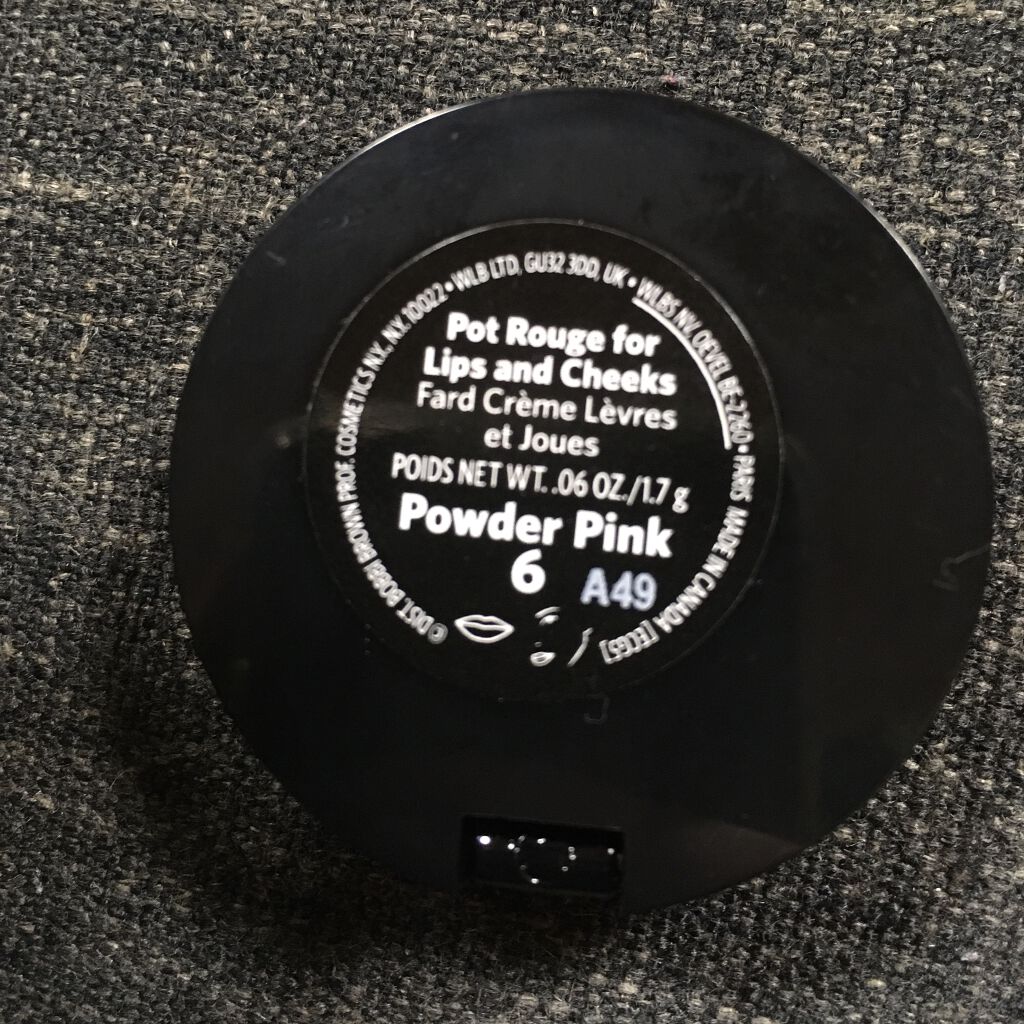 Pot Rouge for
Lips and Cheeks
Fard Crème Lèvres
et Joues
POIDS NET WT. .06 OZ./1.7 g
Powder Pink
6
A49
© DIST. BOBBI BROWN PROF. COSMETICS N.Y., N.Y. 10022 • WLB LTD, GU32 3DD, UK • WLBS NV, OEVEL BE-2260 • PARIS MADE IN CANADA